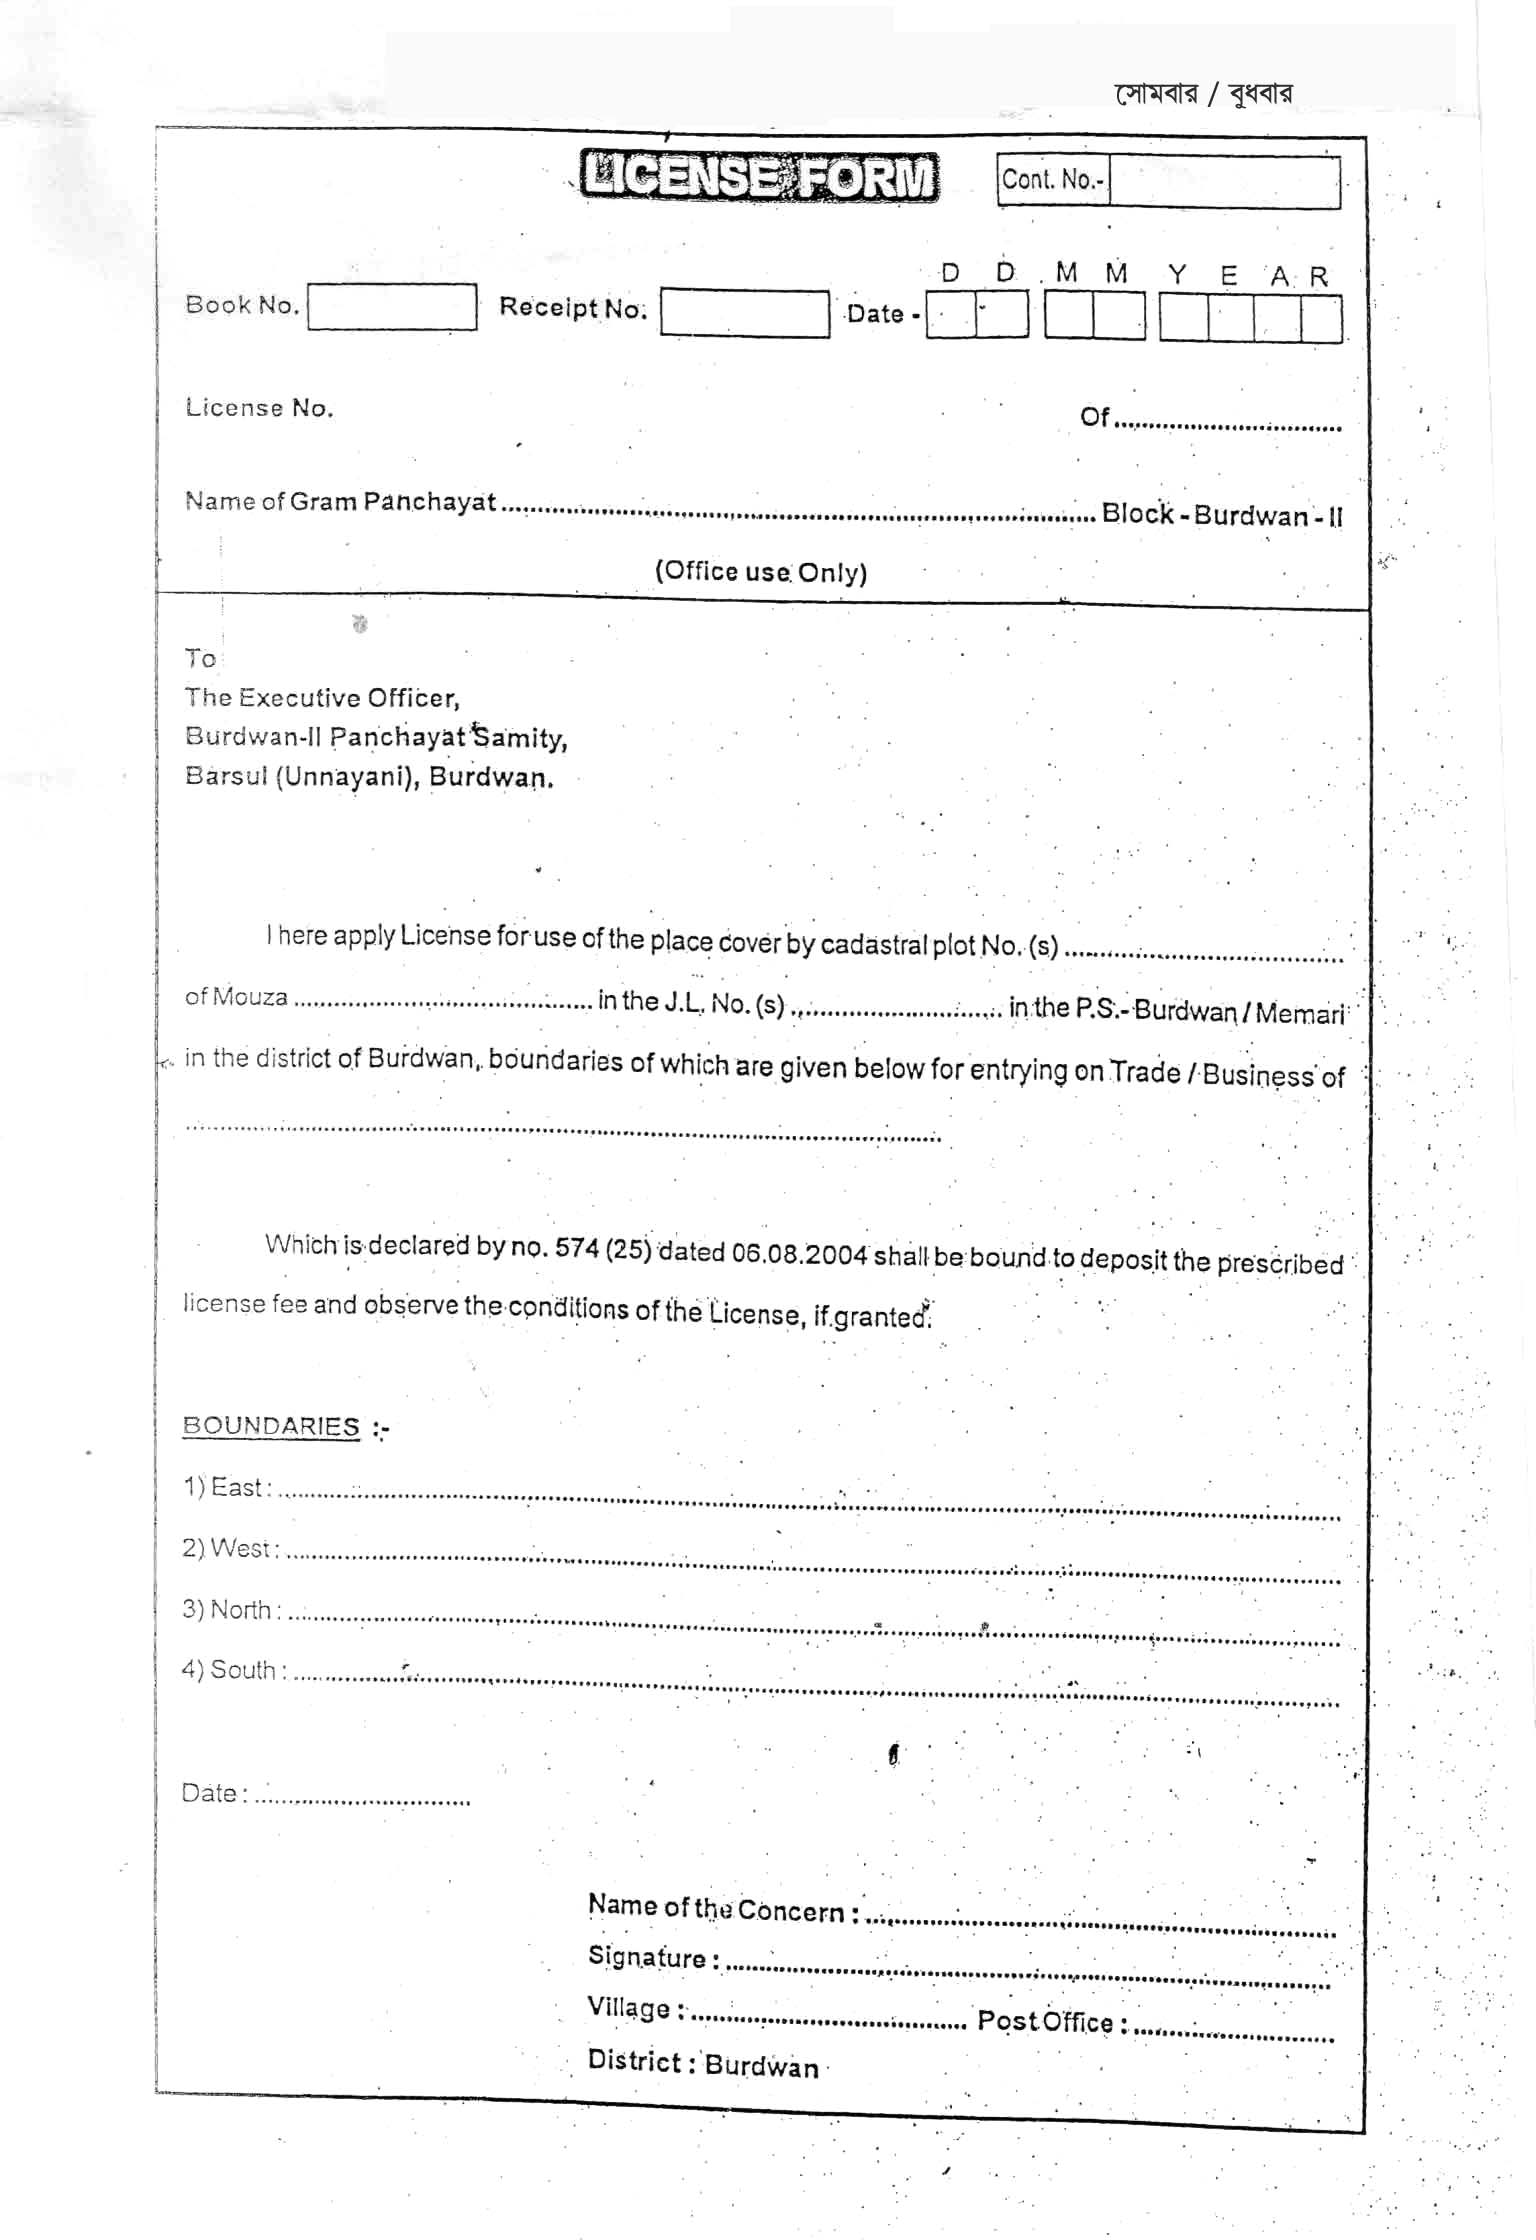 সোমবার / বুধবার
LICENSE FORM
Cont. No.-
D D M M Y E A R
Book No. Receipt No. Date -
License No. Of ..............................
Name of Gram Panchayat ............................................................ Block - Burdwan - II
(Office use Only)
To
The Executive Officer,
Burdwan-II Panchayat Samity,
Barsul (Unnayani), Burdwan.
I here apply License for use of the place cover by cadastral plot No. (s) ..............................
of Mouza .............................. in the J.L. No. (s) .............................. in the P.S.- Burdwan / Memari
in the district of Burdwan, boundaries of which are given below for entrying on Trade / Business of
............................................................
Which is declared by no. 574 (25) dated 06.08.2004 shall be bound to deposit the prescribed
license fee and observe the conditions of the License, if granted.
BOUNDARIES :-
1) East : ............................................................
2) West : ............................................................
3) North : ............................................................
4) South : ............................................................
Date : ..............................
Name of the Concern : ..............................
Signature : ..............................
Village : .............................. Post Office : ..............................
District : Burdwan